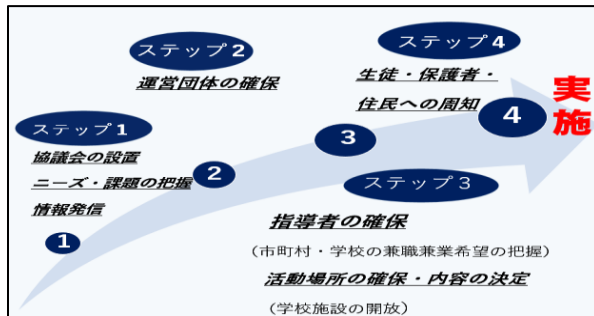 ステップ1
協議会の設置
ニーズ・課題の把握
情報発信
1
ステップ2
運営団体の確保
2
ステップ3
指導者の確保
(市町村・学校の兼職兼業希望の把握)
活動場所の確保・内容の決定
(学校施設の開放)
3
ステップ4
生徒・保護者・
住民への周知
4
実施